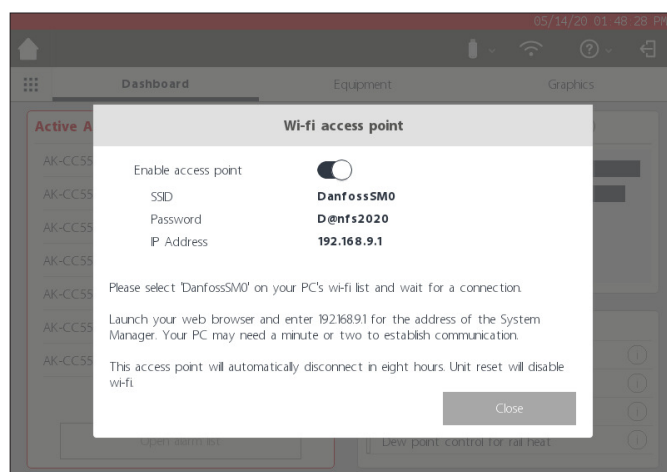 05/14/20 01:48:28 PM
Dashboard Equipment Graphics
Active A
Wi-fi access point
AK-CC55
Enable access point
AK-CC55
SSID DanfossSM0
AK-CC55
Password D@nfs2020
AK-CC55
IP Address 192.168.9.1
AK-CC55
Please select 'DanfossSM0' on your PC's wi-fi list and wait for a connection.
AK-CC55
Launch your web browser and enter 192.168.9.1 for the address of the System
Manager. Your PC may need a minute or two to establish communication.
AK-CC55
This access point will automatically disconnect in eight hours. Unit reset will disable
wi-fi.
Close
Open alarm list
Dew point control for rail heat